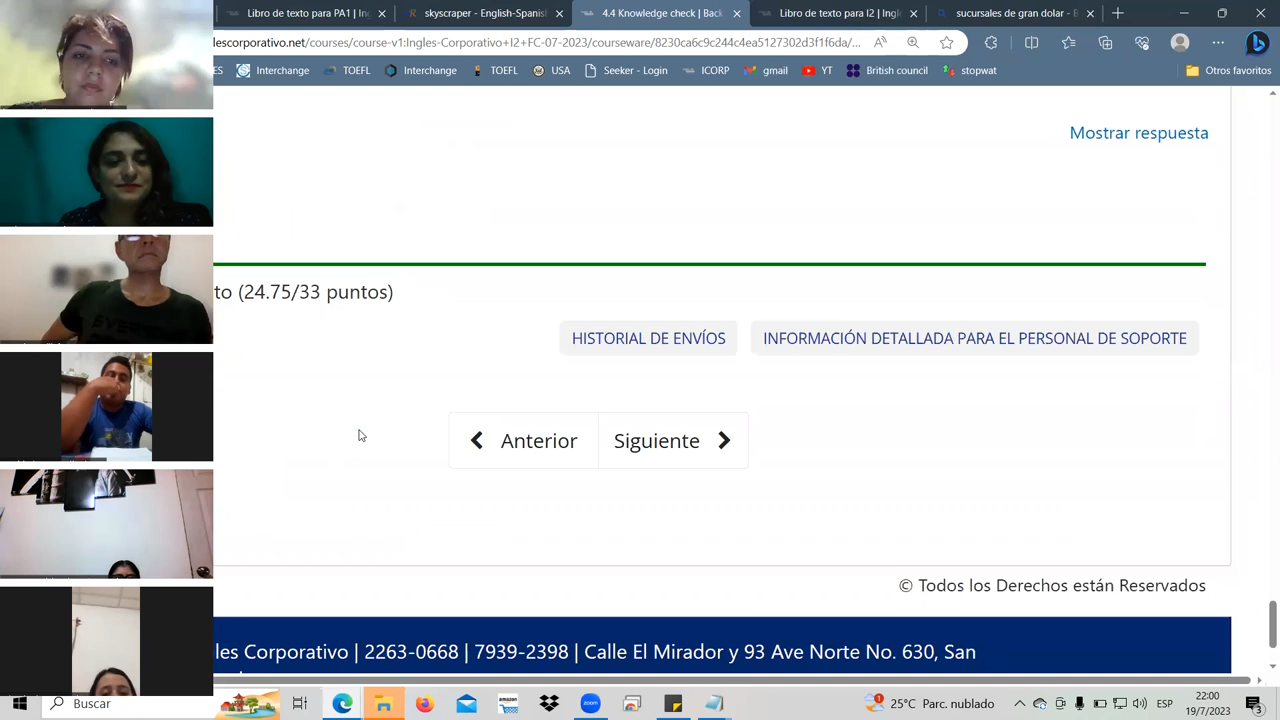 Libro de texto para PA1 | In
skyscraper - English-Spanis
4.4 Knowledge check | Back
Libro de texto para I2 | Ingl
sucursales de gran dolar - B
lescorporativo.net/courses/course-v1:Ingles-Corporativo+I2+FC-07-2023/courseware/8230ca6c9c244c4ea5127302d3f1f6da/...
ES Interchange TOEFL Interchange TOEFL USA Seeker - Login ICORP gmail YT British council stopwat Otros favoritos
Mostrar respuesta
to (24.75/33 puntos)
HISTORIAL DE ENVÍOS
INFORMACIÓN DETALLADA PARA EL PERSONAL DE SOPORTE
Anterior
Siguiente
© Todos los Derechos están Reservados
les Corporativo | 2263-0668 | 7939-2398 | Calle El Mirador y 93 Ave Norte No. 630, San
Buscar
amazon
zoom
1
25°C Parc. nublado
ESP
22:00
19/7/2023
3